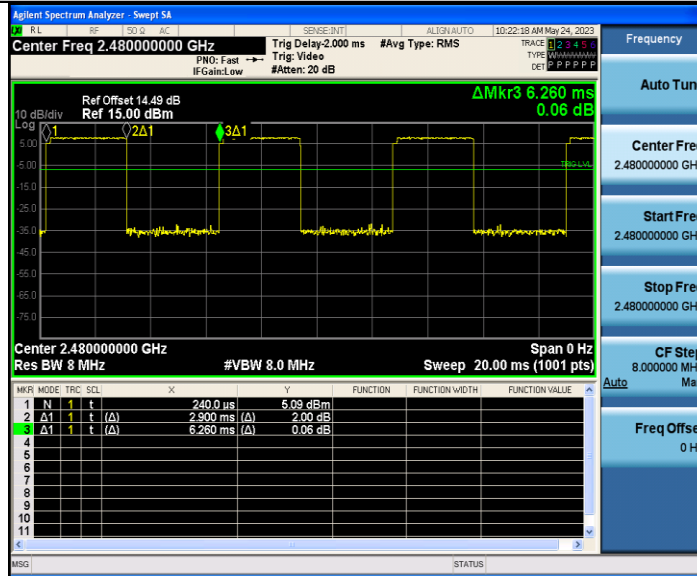 Agilent Spectrum Analyzer - Swept SA
RL RF 50 Ω AC SENSE:INT ALIGN AUTO 10:22:18 AM May 24, 2023
Center Freq 2.480000000 GHz
PNO: Fast
IFGain:Low
Trig Delay-2.000 ms
Trig: Video
#Atten: 20 dB
#Avg Type: RMS
TRACE 1 2 3 4 5 6
TYPE
DET P P P P P P
Ref Offset 14.49 dB
10 dB/div Ref 15.00 dBm
Log
ΔMkr3 6.260 ms
0.06 dB
1 2Δ1 3Δ1
TRIG LVL
5.00
-5.00
-15.0
-25.0
-35.0
-45.0
-55.0
-65.0
-75.0
Center 2.480000000 GHz Span 0 Hz
Res BW 8 MHz #VBW 8.0 MHz Sweep 20.00 ms (1001 pts)
MKR MODE TRC SCL X Y FUNCTION FUNCTION WIDTH FUNCTION VALUE
1 N 1 t 240.0 µs 5.09 dBm
2 Δ1 1 t (Δ) 2.900 ms (Δ) 2.00 dB
3 Δ1 1 t (Δ) 6.260 ms (Δ) 0.06 dB
4
5
6
7
8
9
10
11
MSG STATUS
Frequency
Auto Tun
Center Fre
2.480000000 GH
Start Fre
2.480000000 GH
Stop Fre
2.480000000 GH
CF Ste
8.000000 MH
Auto Ma
Freq Offse
0 H